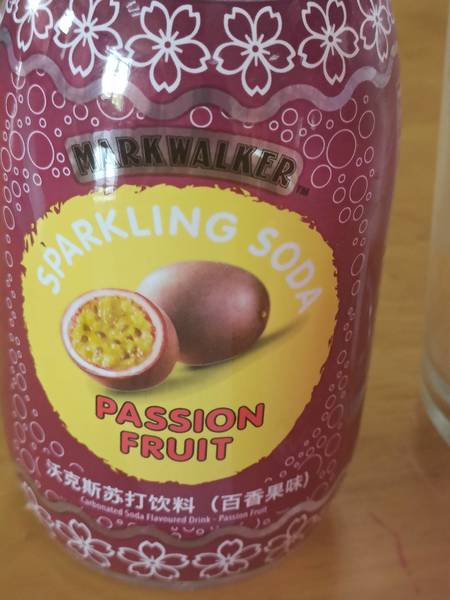 MARKWALKER™
SPARKLING SODA
PASSION
FRUIT
沃克斯苏打饮料（百香果味）
Carbonated Soda Flavoured Drink - Passion Fruit